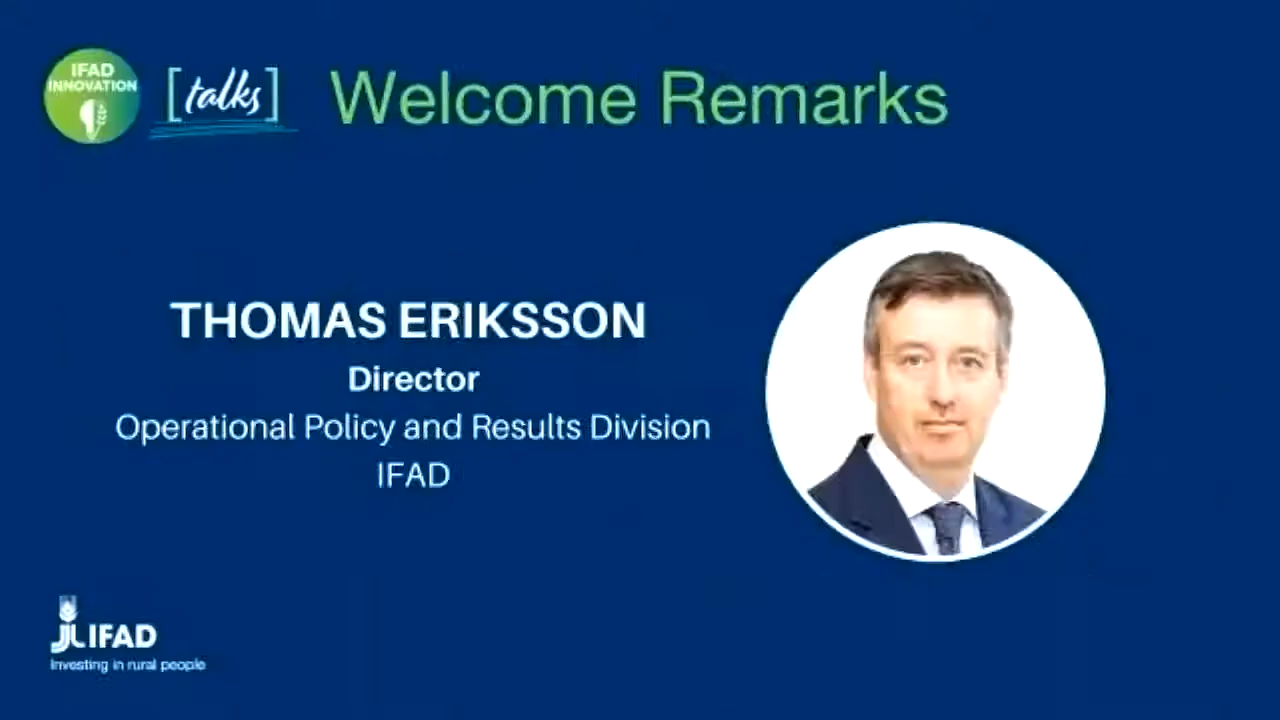 IFAD
INNOVATION
[talks]
Welcome Remarks
THOMAS ERIKSSON
Director
Operational Policy and Results Division
IFAD
IFAD
Investing in rural people